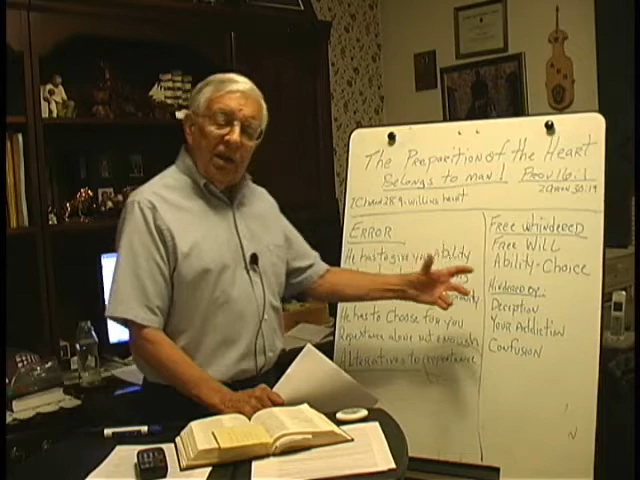 The Preparation of the Heart
Belongs to man! Prov 16:1
1Chron 28:9 willing heart
2Chron 30:19
ERROR
He has to give you Ability
He has to Choose for you
Repentance alone not enough
Alternatives to repentance
Free unhindered
Free Will
Ability-Choice
Hindered by:
Deception
Your Addiction
Confusion